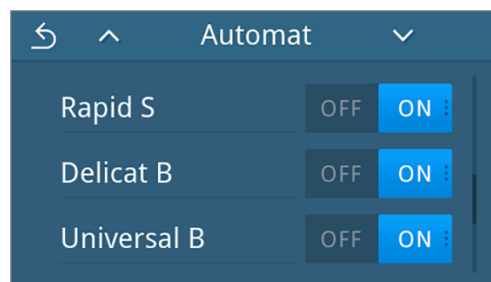 Automat
Rapid S OFF ON
Delicat B OFF ON
Universal B OFF ON